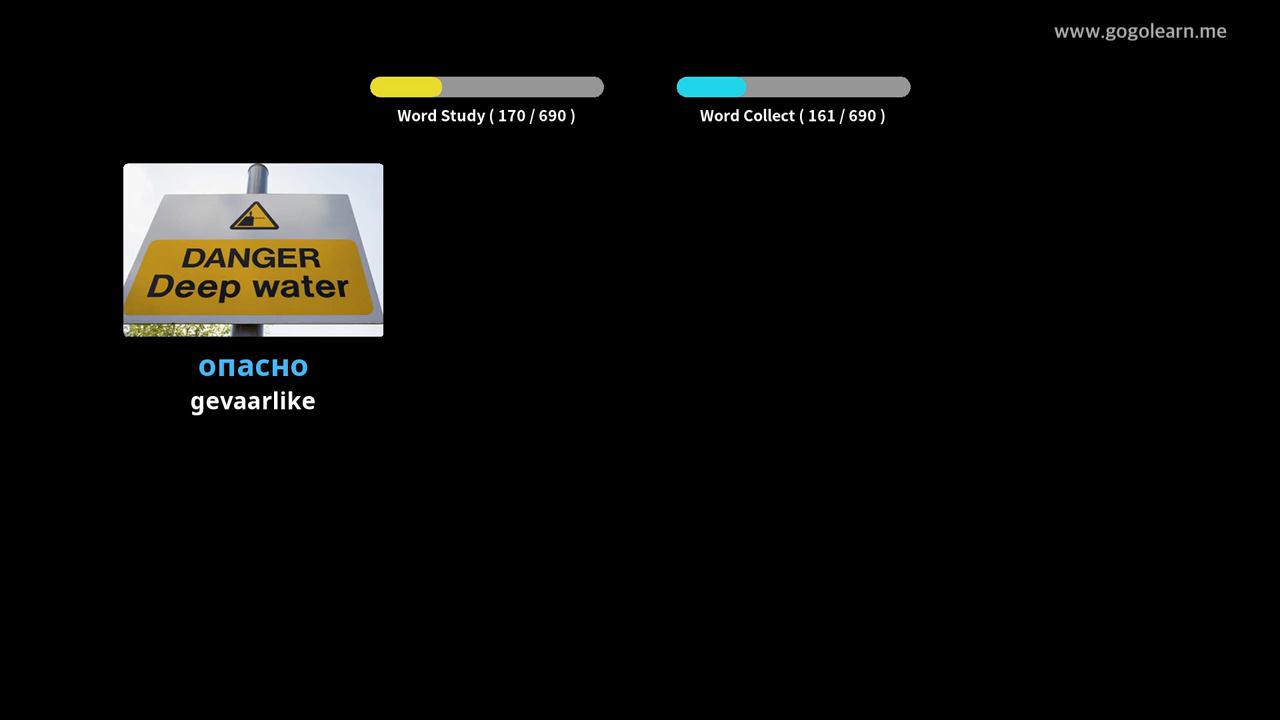 www.gogolearn.me
Word Study ( 170 / 690 )
Word Collect ( 161 / 690 )
DANGER
Deep water
опасно
gevaarlike